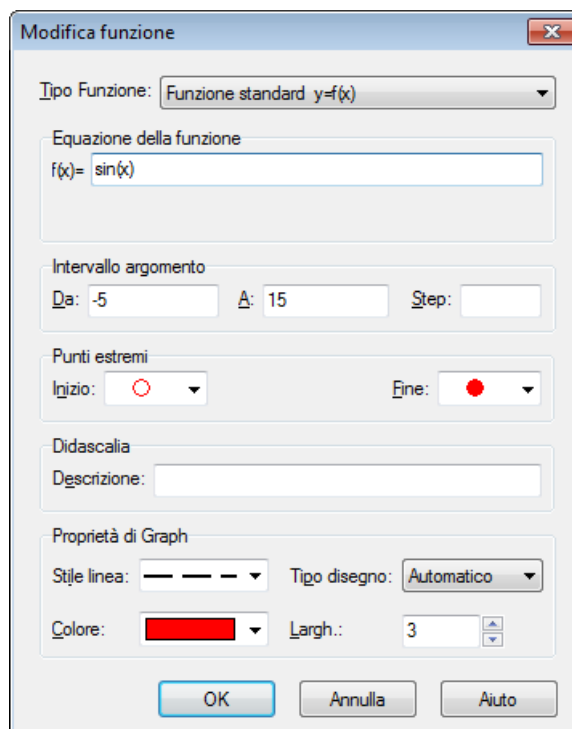 Modifica funzione
Tipo Funzione: Funzione standard y=f(x)
Equazione della funzione
f(x)= sin(x)
Intervallo argomento
Da: -5 A: 15 Step:
Punti estremi
Inizio: Fine:
Didascalia
Descrizione:
Proprietà di Graph
Stile linea: Tipo disegno: Automatico
Colore: Largh.: 3
OK Annulla Aiuto